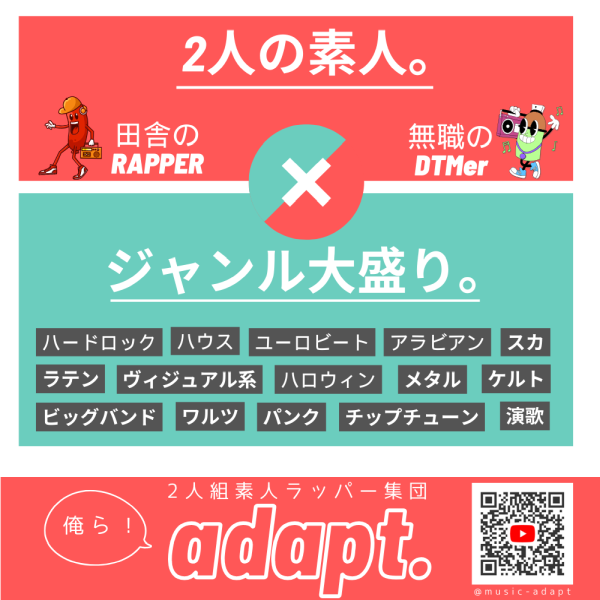 2人の素人。
田舎の
RAPPER
無職の
DTMer
×
ジャンル大盛り。
ハードロック ハウス ユーロビート アラビアン スカ
ラテン ヴィジュアル系 ハロウィン メタル ケルト
ビッグバンド ワルツ パンク チップチューン 演歌
2人組素人ラッパー集団
俺ら！
adapt.
@music-adapt